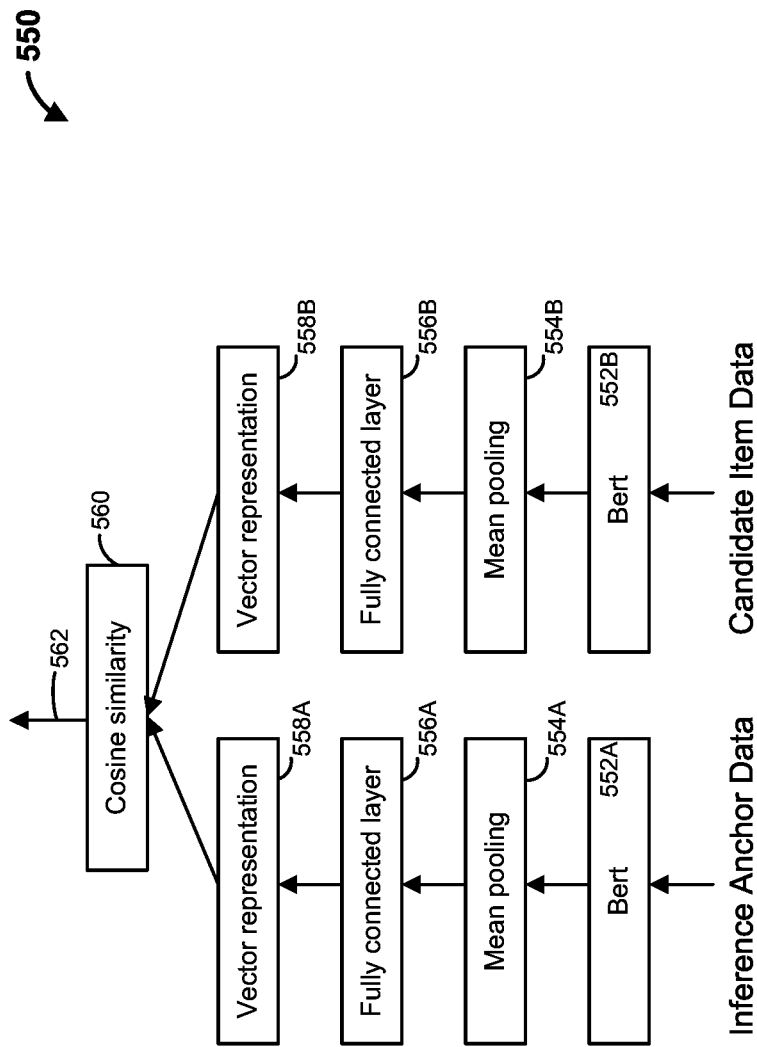 550
562
560
Cosine similarity
558A
Vector representation
558B
Vector representation
556A
Fully connected layer
556B
Fully connected layer
554A
Mean pooling
554B
Mean pooling
552A
Bert
552B
Bert
Inference Anchor Data
Candidate Item Data